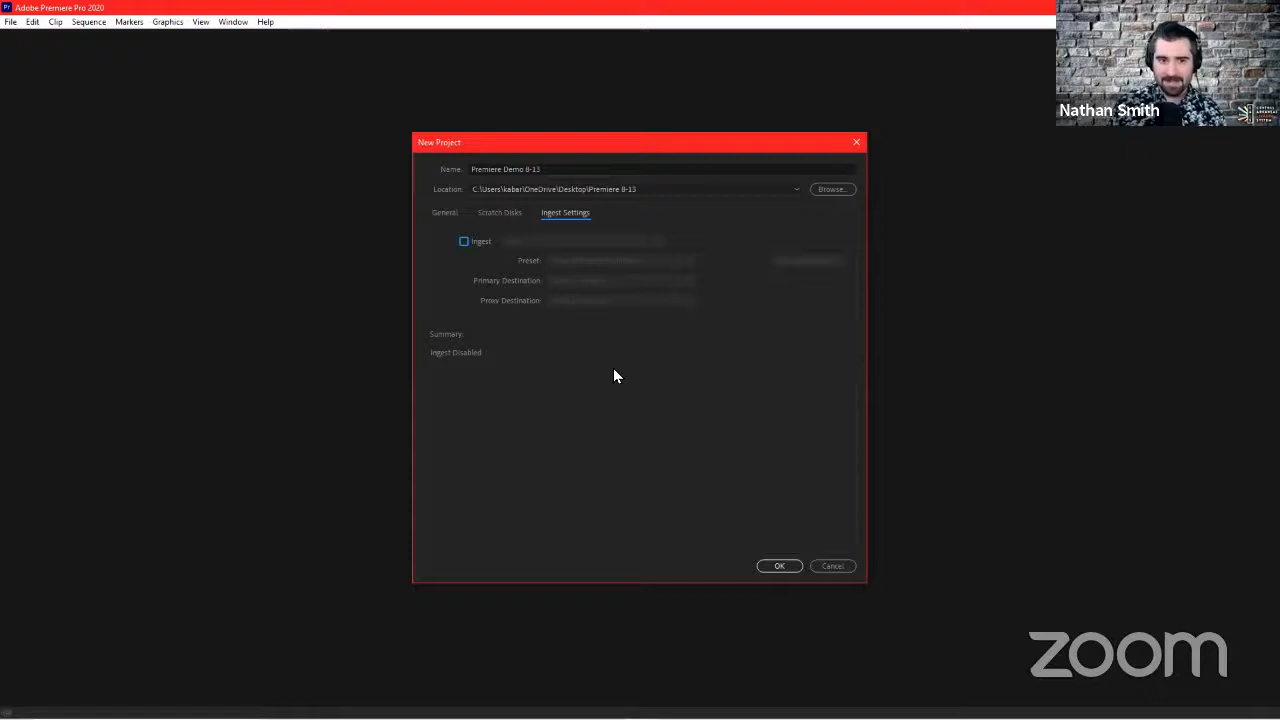 Adobe Premiere Pro 2020
File Edit Clip Sequence Markers Graphics View Window Help
Nathan Smith
New Project
Name: Premiere Demo 8-13
Location: C:\Users\kabar\OneDrive\Desktop\Premiere 8-13 Browse...
General Scratch Disks Ingest Settings
Ingest
Preset:
Primary Destination:
Proxy Destination:
Summary:
Ingest Disabled
OK Cancel
zoom